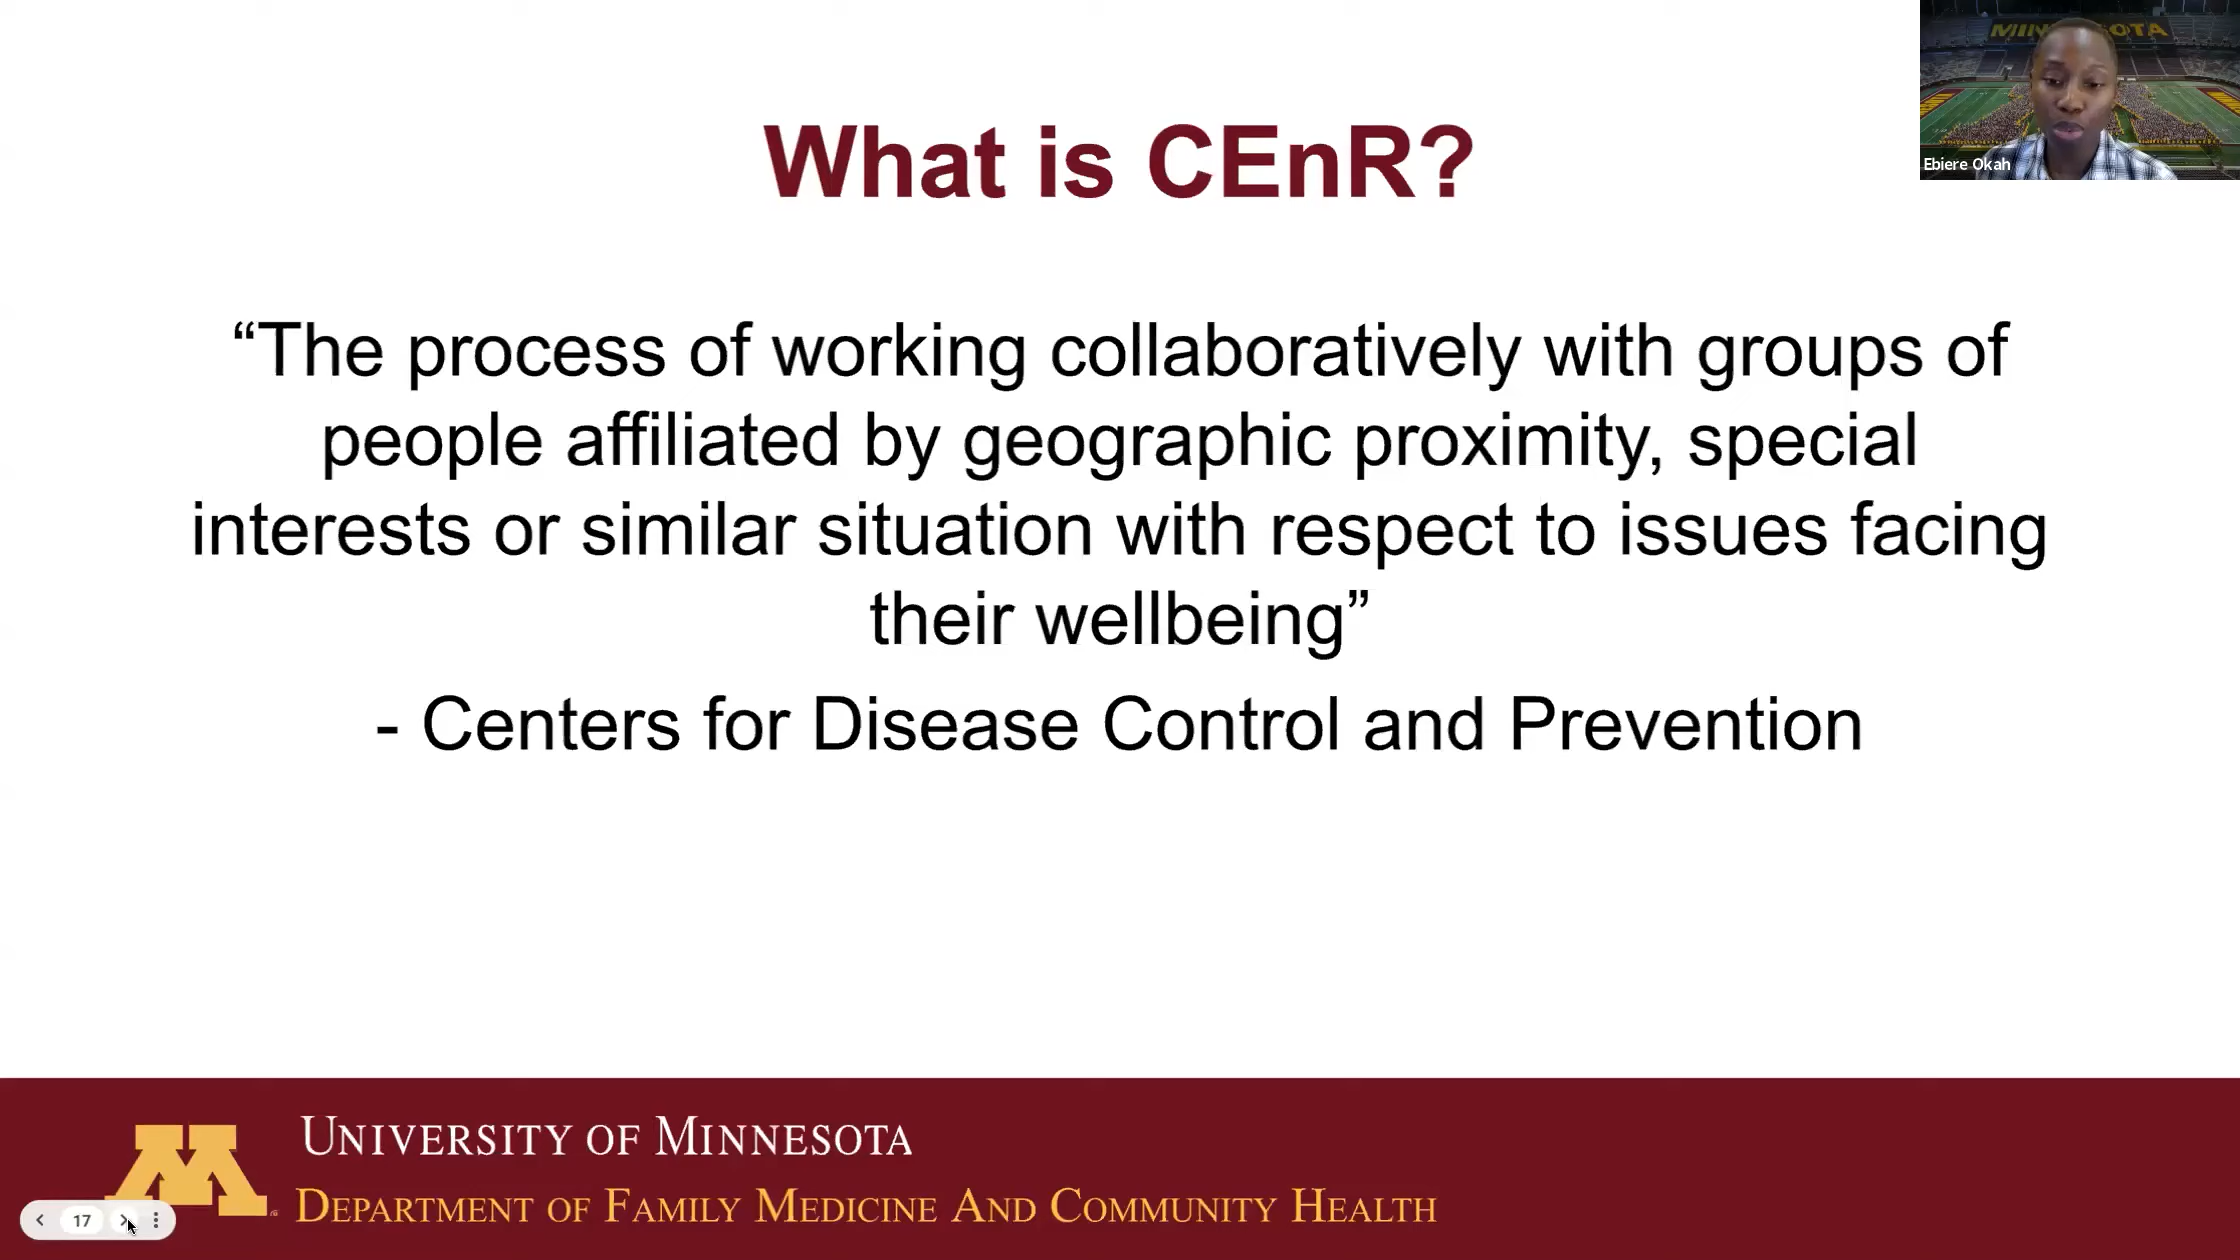 MINNESOTA
Ebiere Okah
What is CEnR?
“The process of working collaboratively with groups of
people affiliated by geographic proximity, special
interests or similar situation with respect to issues facing
their wellbeing”
- Centers for Disease Control and Prevention
UNIVERSITY OF MINNESOTA
DEPARTMENT OF FAMILY MEDICINE AND COMMUNITY HEALTH
17